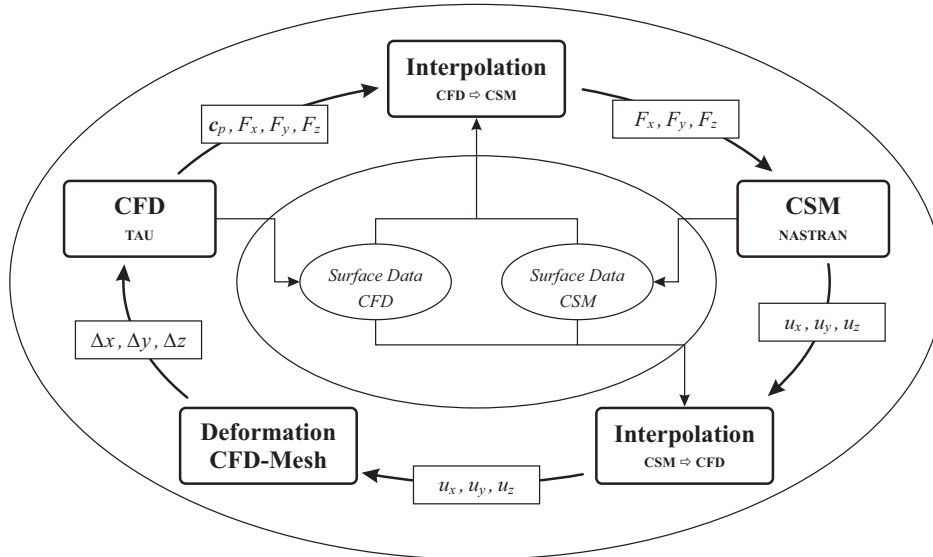 Interpolation
CFD ⇨ CSM
c_p, F_x, F_y, F_z
F_x, F_y, F_z
CFD
TAU
CSM
NASTRAN
Surface Data
CFD
Surface Data
CSM
Δx, Δy, Δz
u_x, u_y, u_z
Deformation
CFD-Mesh
Interpolation
CSM ⇨ CFD
u_x, u_y, u_z